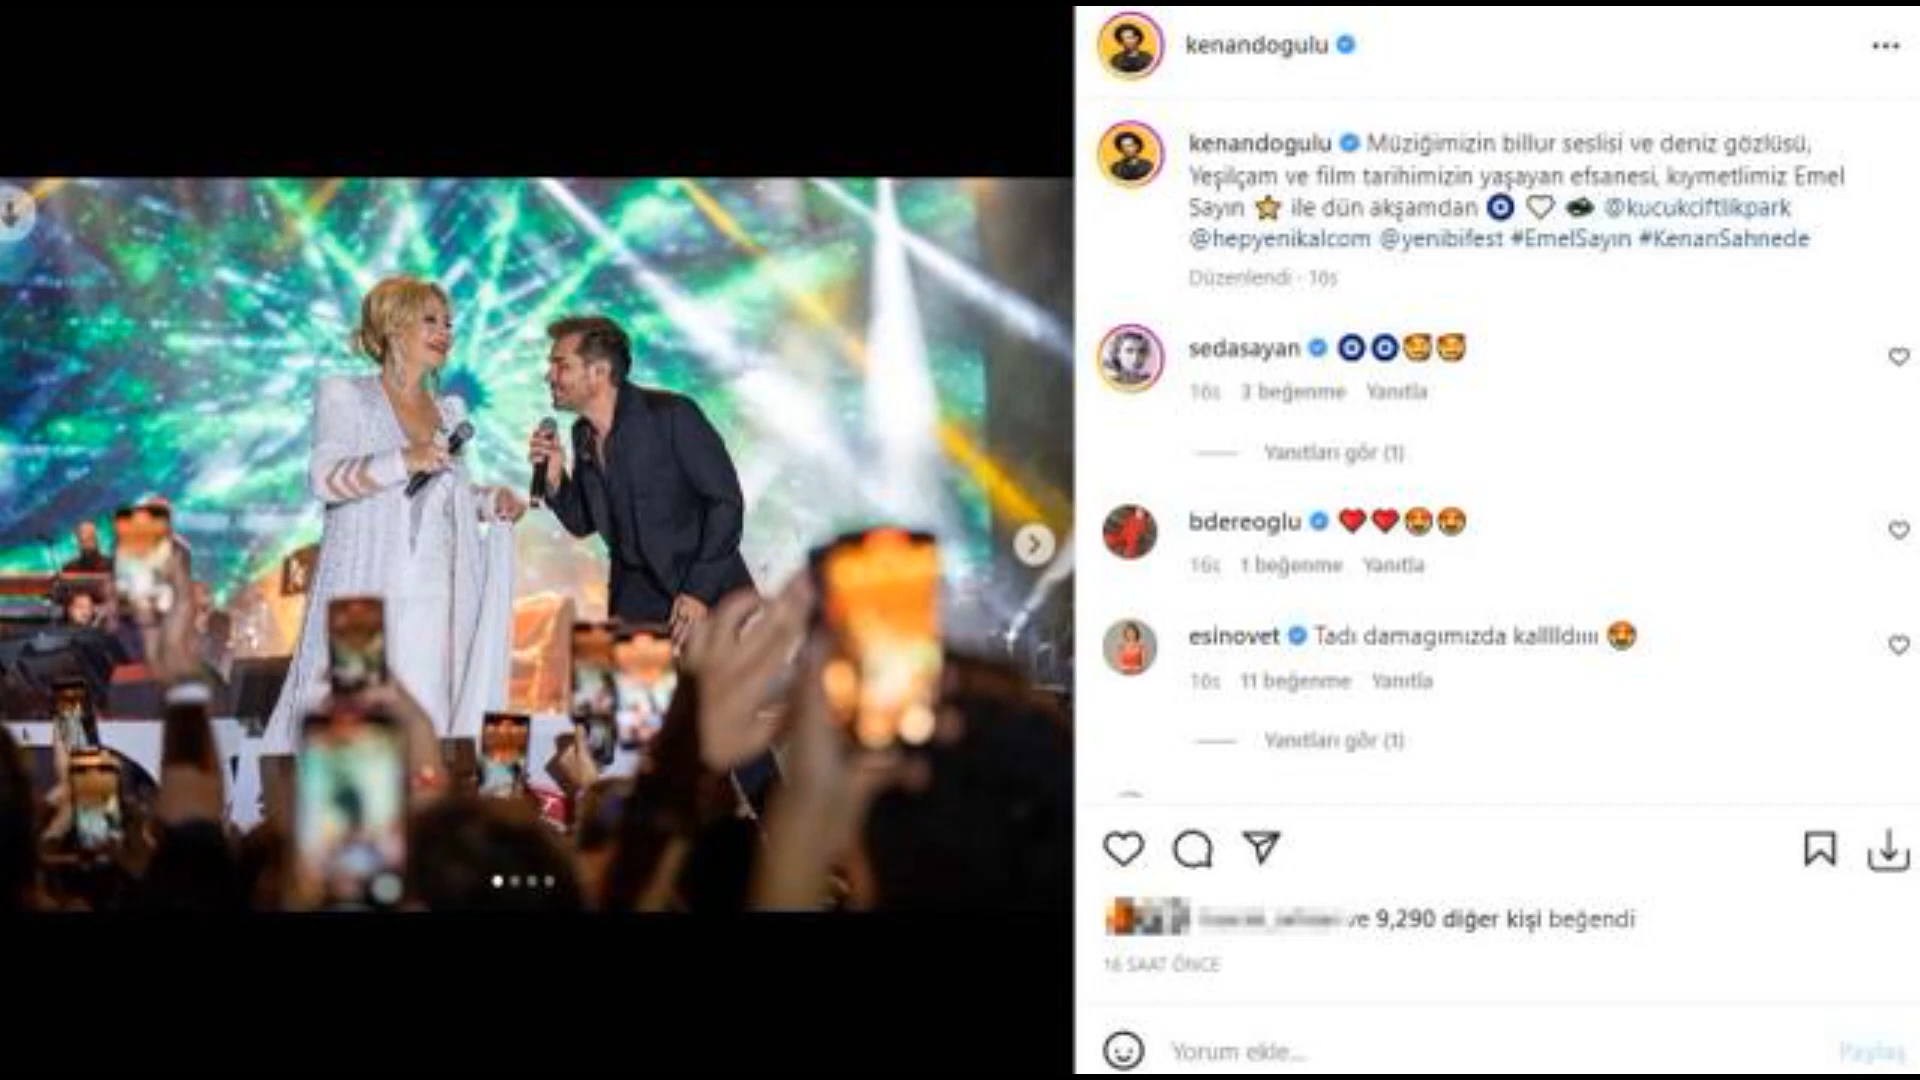 kenandogulu
kenandogulu Müziğimizin billur seslisi ve deniz gözlüsü,
Yeşilçam ve film tarihimizin yaşayan efsanesi, kıymetlimiz Emel
Sayın ile dün akşamdan @kucukciftlikpark
@hepyenikalcom @yenibifest #EmelSayın #KenanSahnede
Düzenlendi · 16s
sedasayan
16s 3 beğenme Yanıtla
Yanıtları gör (1)
bdereoglu
16s 1 beğenme Yanıtla
esinovet Tadı damagımızda kalllldıııı
16s 11 beğenme Yanıtla
Yanıtları gör (1)
ve 9,290 diğer kişi beğendi
16 SAAT ÖNCE
Yorum ekle...
Paylaş